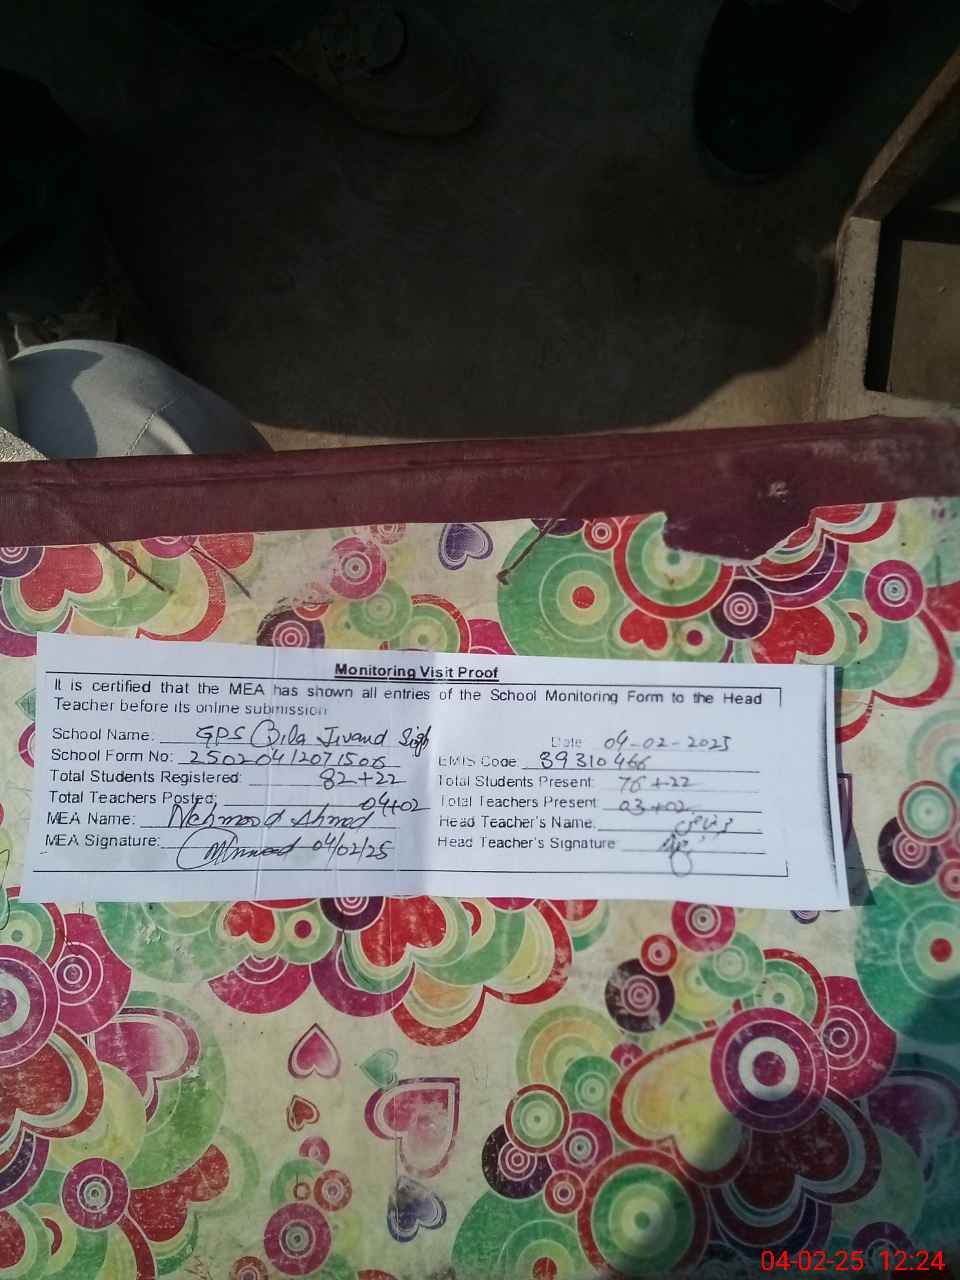 Monitoring Visit Proof
It is certified that the MEA has shown all entries of the School Monitoring Form to the Head
Teacher before its online submission
School Name: GPS Qila Jivand Sigh
Date 04-02-2025
School Form No: 2502041207150
EMIS Code: 39310466
Total Students Registered: 82+22
Total Students Present: 76+22
Total Teachers Posted: 04+02
Total Teachers Present: 03+02
MEA Name: Mehmood Ahmad
Head Teacher's Name:
MEA Signature: 04/02/25
Head Teacher's Signature:
04-02-25 12:24